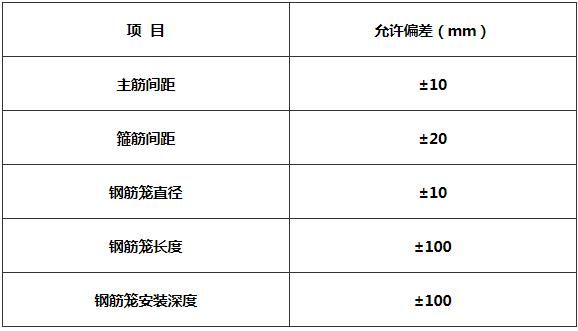 项 目 允许偏差（mm）
主筋间距 ±10
箍筋间距 ±20
钢筋笼直径 ±10
钢筋笼长度 ±100
钢筋笼安装深度 ±100